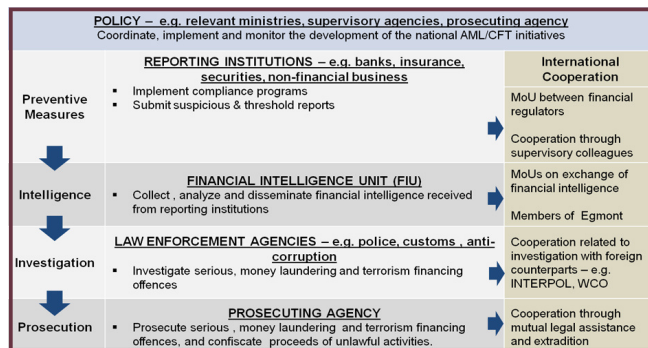 POLICY – e.g. relevant ministries, supervisory agencies, prosecuting agency
Coordinate, implement and monitor the development of the national AML/CFT initiatives
Preventive
Measures
REPORTING INSTITUTIONS – e.g. banks, insurance,
securities, non-financial business
▪ Implement compliance programs
▪ Submit suspicious & threshold reports
International
Cooperation
MoU between financial
regulators
Cooperation through
supervisory colleagues
Intelligence
FINANCIAL INTELLIGENCE UNIT (FIU)
▪ Collect , analyze and disseminate financial intelligence received
from reporting institutions
MoUs on exchange of
financial intelligence
Members of Egmont
Investigation
LAW ENFORCEMENT AGENCIES – e.g. police, customs , anti-
corruption
▪ Investigate serious, money laundering and terrorism financing
offences
Cooperation related to
investigation with foreign
counterparts – e.g.
INTERPOL, WCO
Prosecution
PROSECUTING AGENCY
▪ Prosecute serious , money laundering and terrorism financing
offences, and confiscate proceeds of unlawful activities.
Cooperation through
mutual legal assistance
and extradition